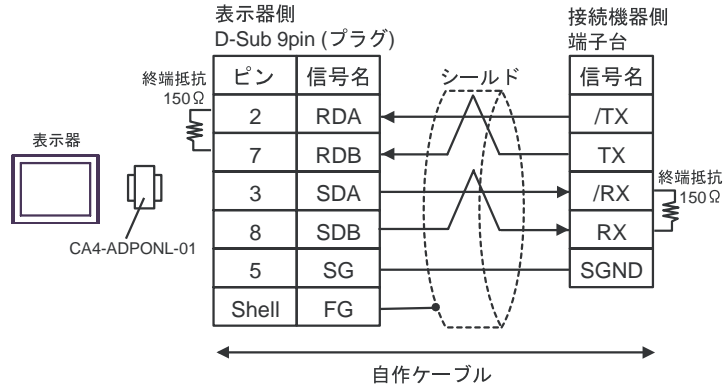 表示器側
D-Sub 9pin (プラグ)
接続機器側
端子台
終端抵抗
150Ω
ピン 信号名 シールド 信号名
2 RDA /TX
7 RDB TX
表示器
3 SDA /RX
終端抵抗
150Ω
8 SDB RX
CA4-ADPONL-01
5 SG SGND
Shell FG
自作ケーブル